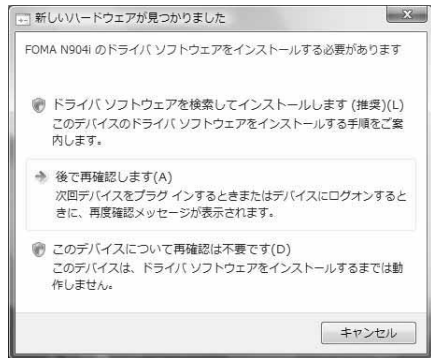 新しいハードウェアが見つかりました
FOMA N904i のドライバ ソフトウェアをインストールする必要があります
ドライバ ソフトウェアを検索してインストールします (推奨)(L)
このデバイスのドライバ ソフトウェアをインストールする手順をご案
内します。
後で再確認します(A)
次回デバイスをプラグ インするときまたはデバイスにログオンすると
きに、再度確認メッセージが表示されます。
このデバイスについて再確認は不要です(D)
このデバイスは、ドライバ ソフトウェアをインストールするまでは動
作しません。
キャンセル